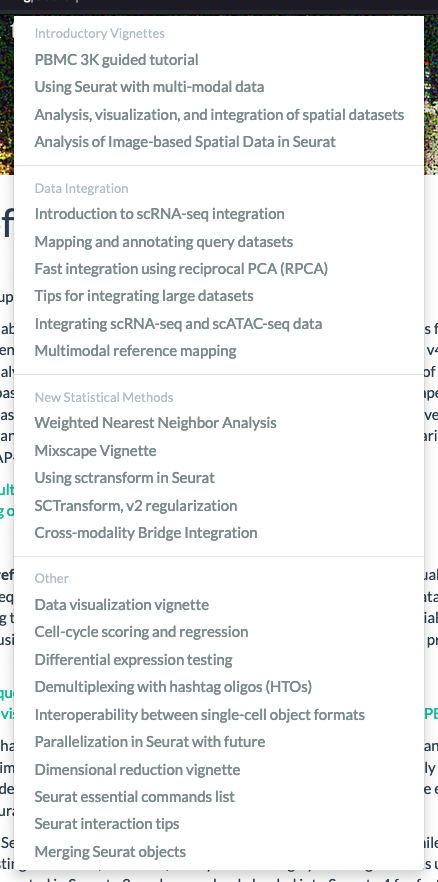 Introductory Vignettes
PBMC 3K guided tutorial
Using Seurat with multi-modal data
Analysis, visualization, and integration of spatial datasets
Analysis of Image-based Spatial Data in Seurat
Data Integration
Introduction to scRNA-seq integration
Mapping and annotating query datasets
Fast integration using reciprocal PCA (RPCA)
Tips for integrating large datasets
Integrating scRNA-seq and scATAC-seq data
Multimodal reference mapping
New Statistical Methods
Weighted Nearest Neighbor Analysis
Mixscape Vignette
Using sctransform in Seurat
SCTransform, v2 regularization
Cross-modality Bridge Integration
Other
Data visualization vignette
Cell-cycle scoring and regression
Differential expression testing
Demultiplexing with hashtag oligos (HTOs)
Interoperability between single-cell object formats
Parallelization in Seurat with future
Dimensional reduction vignette
Seurat essential commands list
Seurat interaction tips
Merging Seurat objects